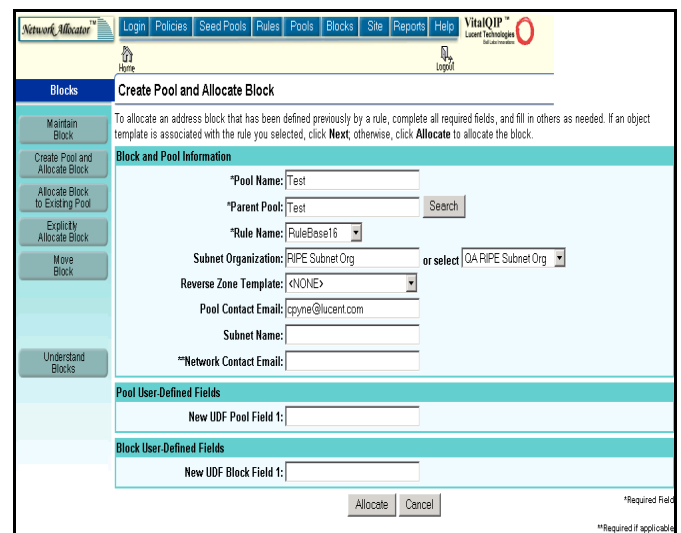 Network Allocator™
Login Policies Seed Pools Rules Pools Blocks Site Reports Help
VitalQIP™
Lucent Technologies
Bell Labs Innovations
Home
Logout
Blocks
Create Pool and Allocate Block
Maintain
Block
Create Pool and
Allocate Block
Allocate Block
to Existing Pool
Explicitly
Allocate Block
Move
Block
Understand
Blocks
To allocate an address block that has been defined previously by a rule, complete all required fields, and fill in others as needed. If an object
template is associated with the rule you selected, click Next; otherwise, click Allocate to allocate the block.
Block and Pool Information
*Pool Name: Test
*Parent Pool: Test Search
*Rule Name: RuleBase16
Subnet Organization: RIPE Subnet Org or select QA RIPE Subnet Org
Reverse Zone Template: <NONE>
Pool Contact Email: cpyne@lucent.com
Subnet Name:
**Network Contact Email:
Pool User-Defined Fields
New UDF Pool Field 1:
Block User-Defined Fields
New UDF Block Field 1:
Allocate Cancel
*Required Field
**Required if applicable